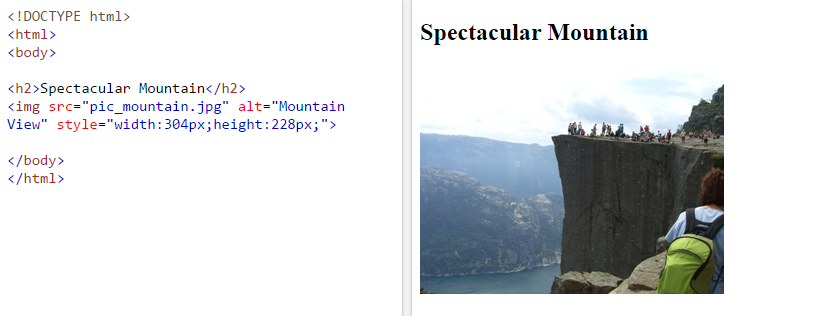 <!DOCTYPE html>
<html>
<body>
<h2>Spectacular Mountain</h2>
<img src="pic_mountain.jpg" alt="Mountain
View" style="width:304px;height:228px;">
</body>
</html>
Spectacular Mountain